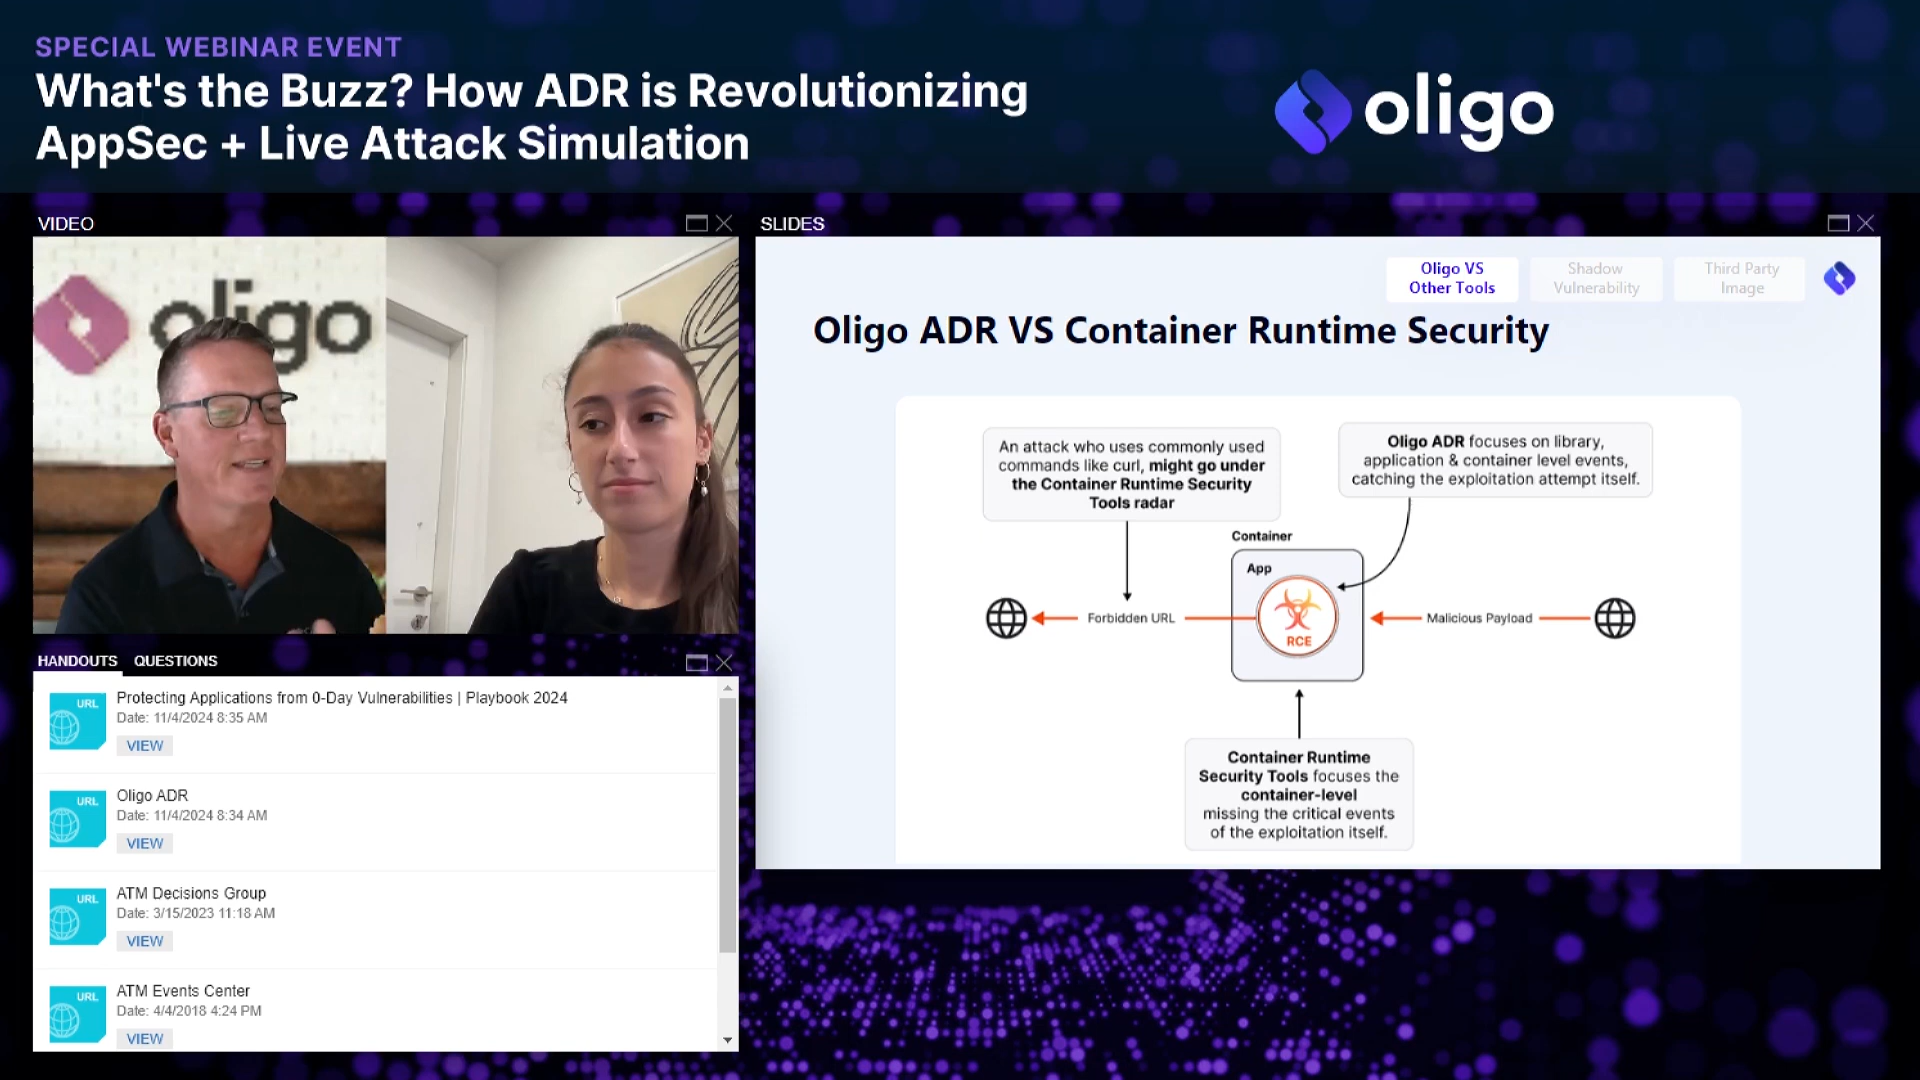 SPECIAL WEBINAR EVENT
What's the Buzz? How ADR is Revolutionizing
AppSec + Live Attack Simulation
oligo
VIDEO
oligo
HANDOUTS QUESTIONS
URL
Protecting Applications from 0-Day Vulnerabilities | Playbook 2024
Date: 11/4/2024 8:35 AM
VIEW
URL
Oligo ADR
Date: 11/4/2024 8:34 AM
VIEW
URL
ATM Decisions Group
Date: 3/15/2023 11:18 AM
VIEW
URL
ATM Events Center
Date: 4/4/2018 4:24 PM
VIEW
SLIDES
Oligo VS
Other Tools
Shadow
Vulnerability
Third Party
Image
Oligo ADR VS Container Runtime Security
An attack who uses commonly used
commands like curl, might go under
the Container Runtime Security
Tools radar
Oligo ADR focuses on library,
application & container level events,
catching the exploitation attempt itself.
Container
App
RCE
Forbidden URL
Malicious Payload
Container Runtime
Security Tools focuses the
container-level
missing the critical events
of the exploitation itself.